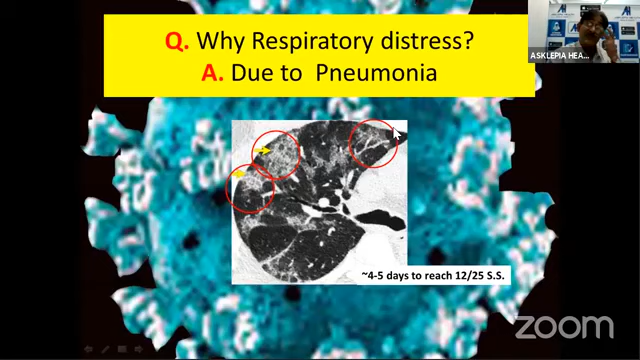 Q. Why Respiratory distress?
A. Due to Pneumonia
ASKLEPIA HEA...
~4-5 days to reach 12/25 S.S.
zoom